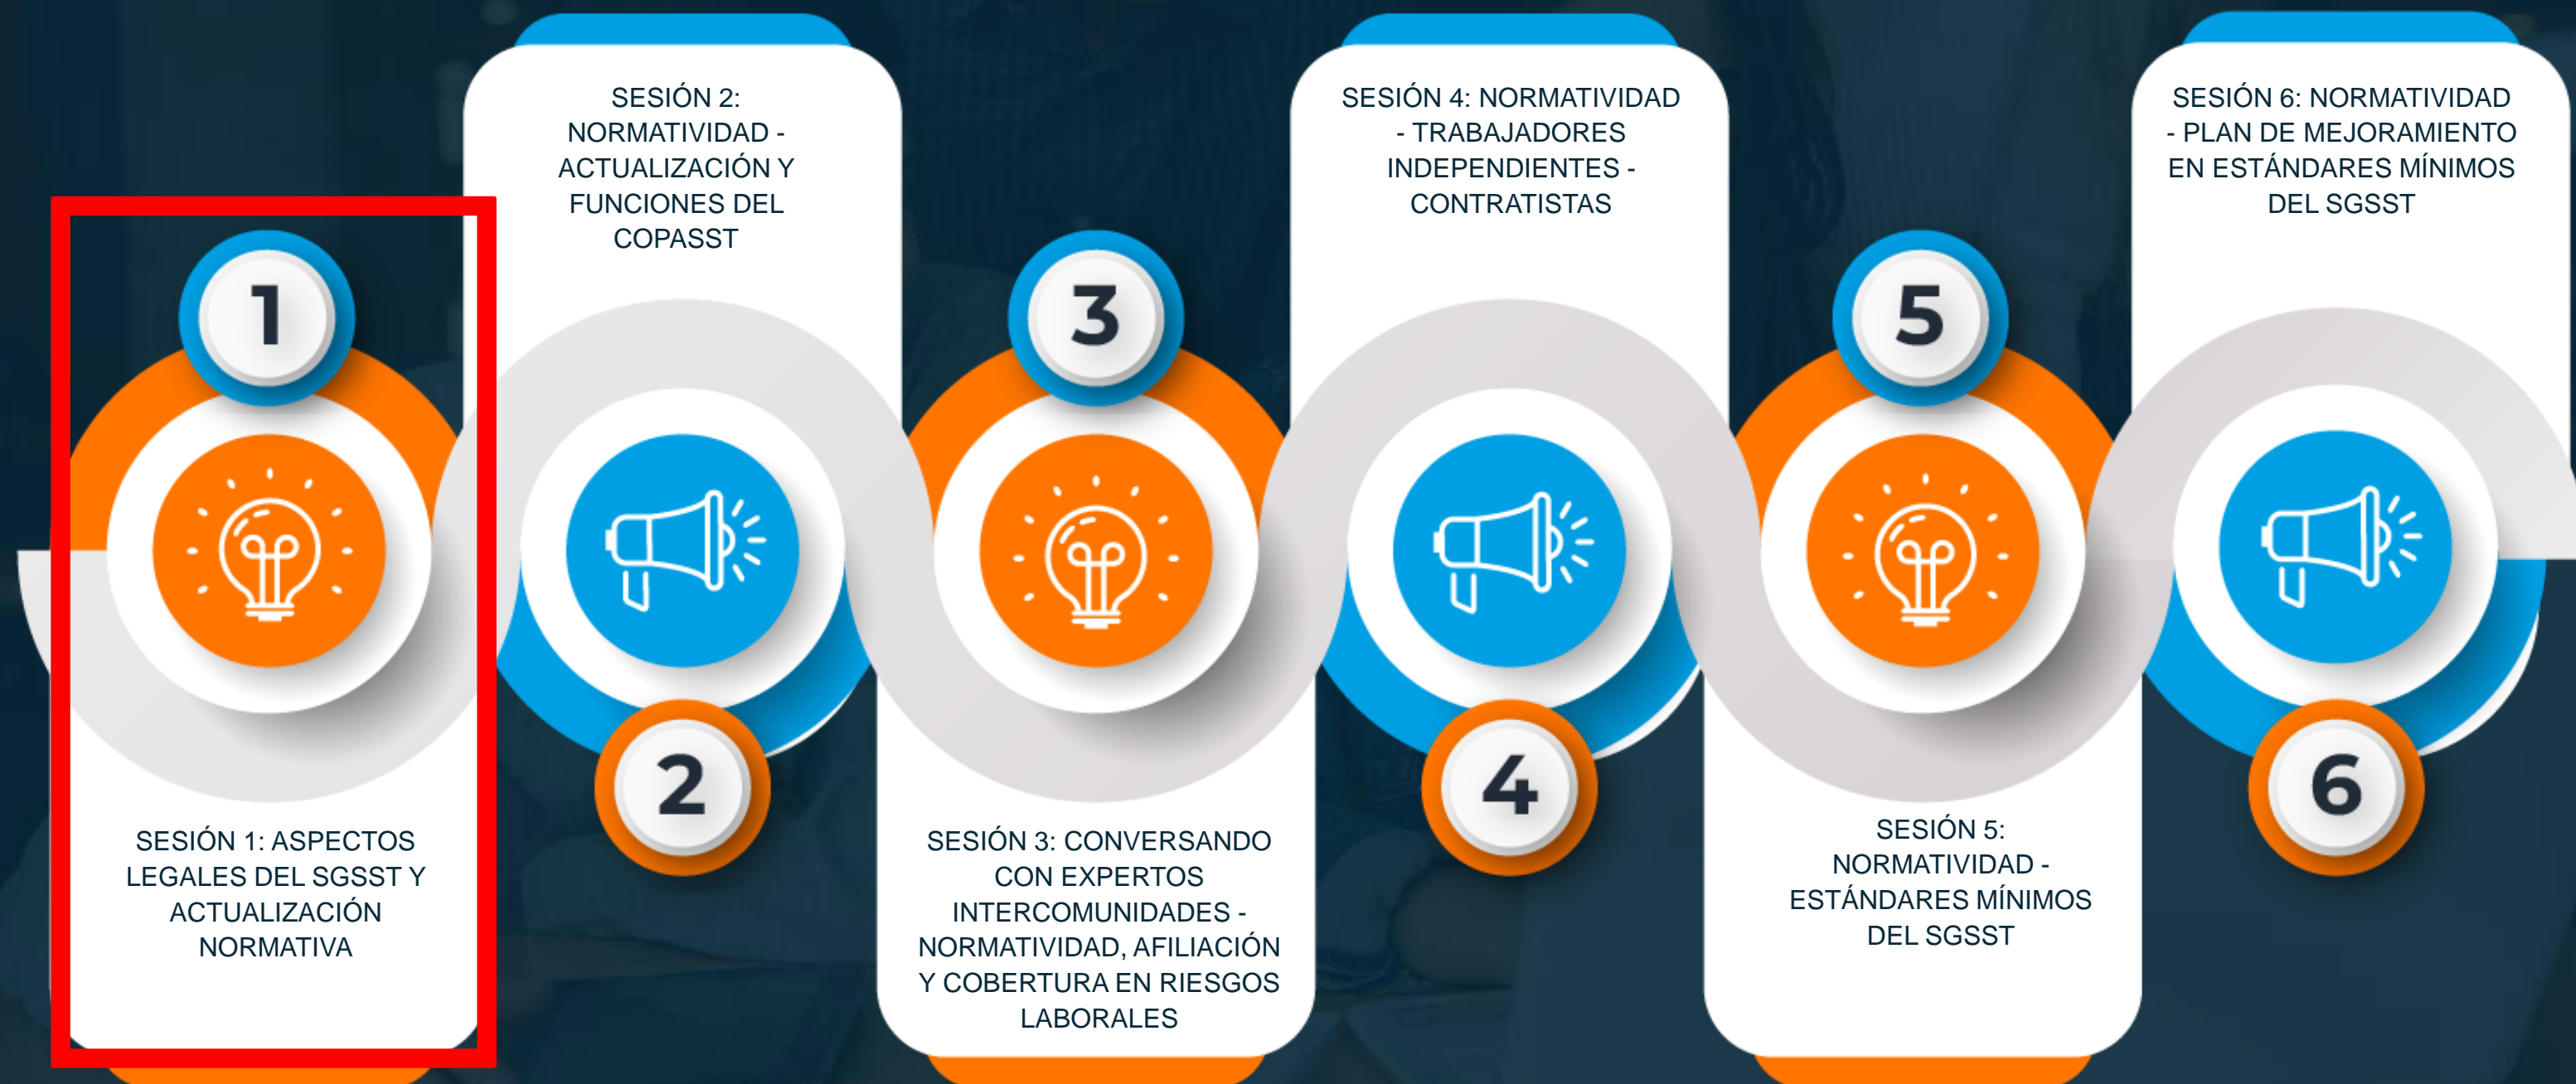 1
SESIÓN 1: ASPECTOS
LEGALES DEL SGSST Y
ACTUALIZACIÓN
NORMATIVA
SESIÓN 2:
NORMATIVIDAD -
ACTUALIZACIÓN Y
FUNCIONES DEL
COPASST
2
3
SESIÓN 3: CONVERSANDO
CON EXPERTOS
INTERCOMUNIDADES -
NORMATIVIDAD, AFILIACIÓN
Y COBERTURA EN RIESGOS
LABORALES
SESIÓN 4: NORMATIVIDAD
- TRABAJADORES
INDEPENDIENTES -
CONTRATISTAS
4
5
SESIÓN 5:
NORMATIVIDAD -
ESTÁNDARES MÍNIMOS
DEL SGSST
SESIÓN 6: NORMATIVIDAD
- PLAN DE MEJORAMIENTO
EN ESTÁNDARES MÍNIMOS
DEL SGSST
6